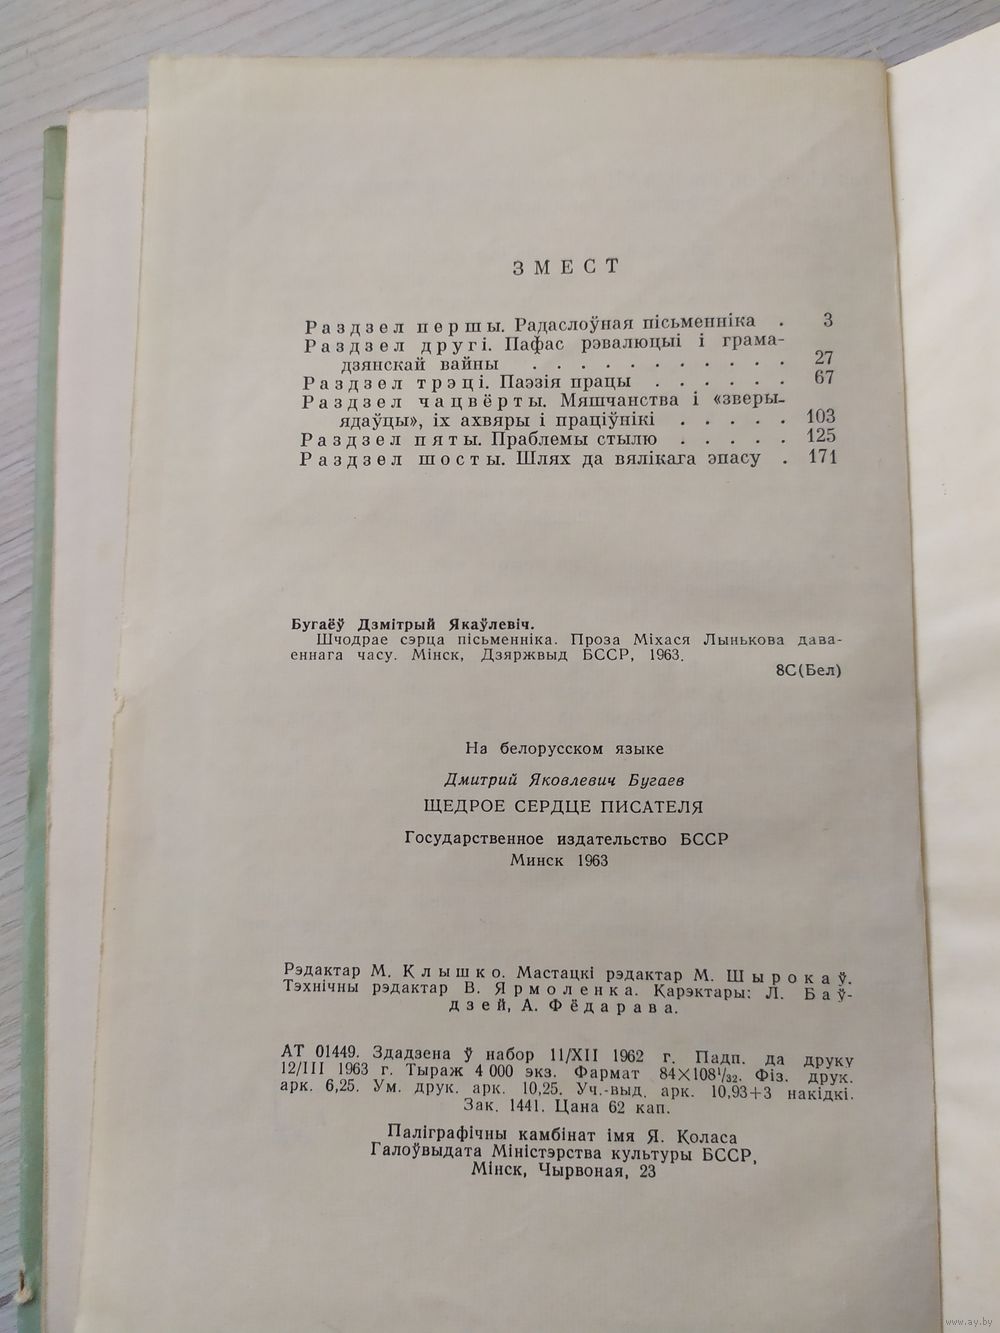 ЗМЕСТ
Раздзел першы. Радаслоўная пісьменніка . 3
Раздзел другі. Пафас рэвалюцыі і грама-
дзянскай вайны . . . . . . . . . . . 27
Раздзел трэці. Паэзія працы . . . . . . 67
Раздзел чацвёрты. Мяшчанства і «зверы-
ядаўцы», іх ахвяры і праціўнікі . . . . . 103
Раздзел пяты. Праблемы стылю . . . . . 125
Раздзел шосты. Шлях да вялікага эпасу . 171
Бугаёў Дзмітрый Якаўлевіч.
Шчодрае сэрца пісьменніка. Проза Міхася Лынькова дава-
еннага часу. Мінск, Дзяржвыд БССР, 1963.
8С(Бел)
На белорусском языке
Дмитрий Яковлевич Бугаев
ЩЕДРОЕ СЕРДЦЕ ПИСАТЕЛЯ
Государственное издательство БССР
Минск 1963
Рэдактар М. Клышко. Мастацкі рэдактар М. Шырокаў.
Тэхнічны рэдактар В. Ярмоленка. Карэктары: Л. Баў-
дзей, А. Фёдарава.
АТ 01449. Здадзена ў набор 11/XII 1962 г. Падп. да друку
12/III 1963 г. Тыраж 4 000 экз. Фармат 84×108¹/₃₂. Фіз. друк.
арк. 6,25. Ум. друк. арк. 10,25. Уч.-выд. арк. 10,93+3 накідкі.
Зак. 1441. Цана 62 кап.
Паліграфічны камбінат імя Я. Коласа
Галоўвыдата Міністэрства культуры БССР,
Мінск, Чырвоная, 23
www.ay.by